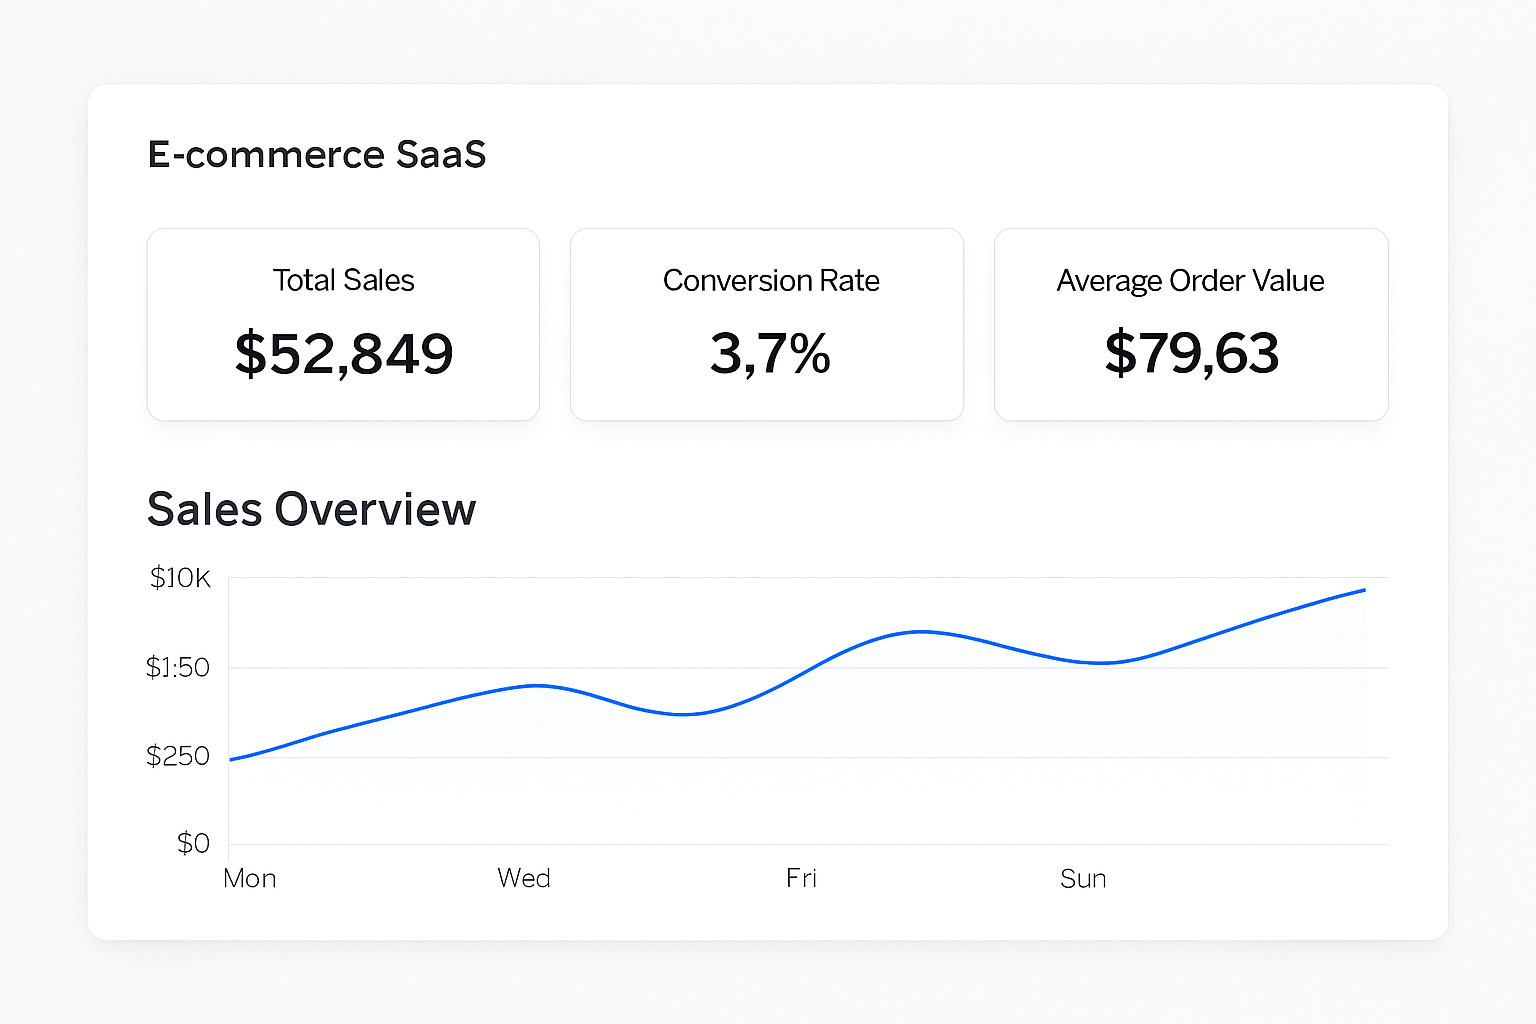 E-commerce SaaS
Total Sales
$52,849
Conversion Rate
3,7%
Average Order Value
$79,63
Sales Overview
$10k
$1:50
$250
$0
Mon Wed Fri Sun